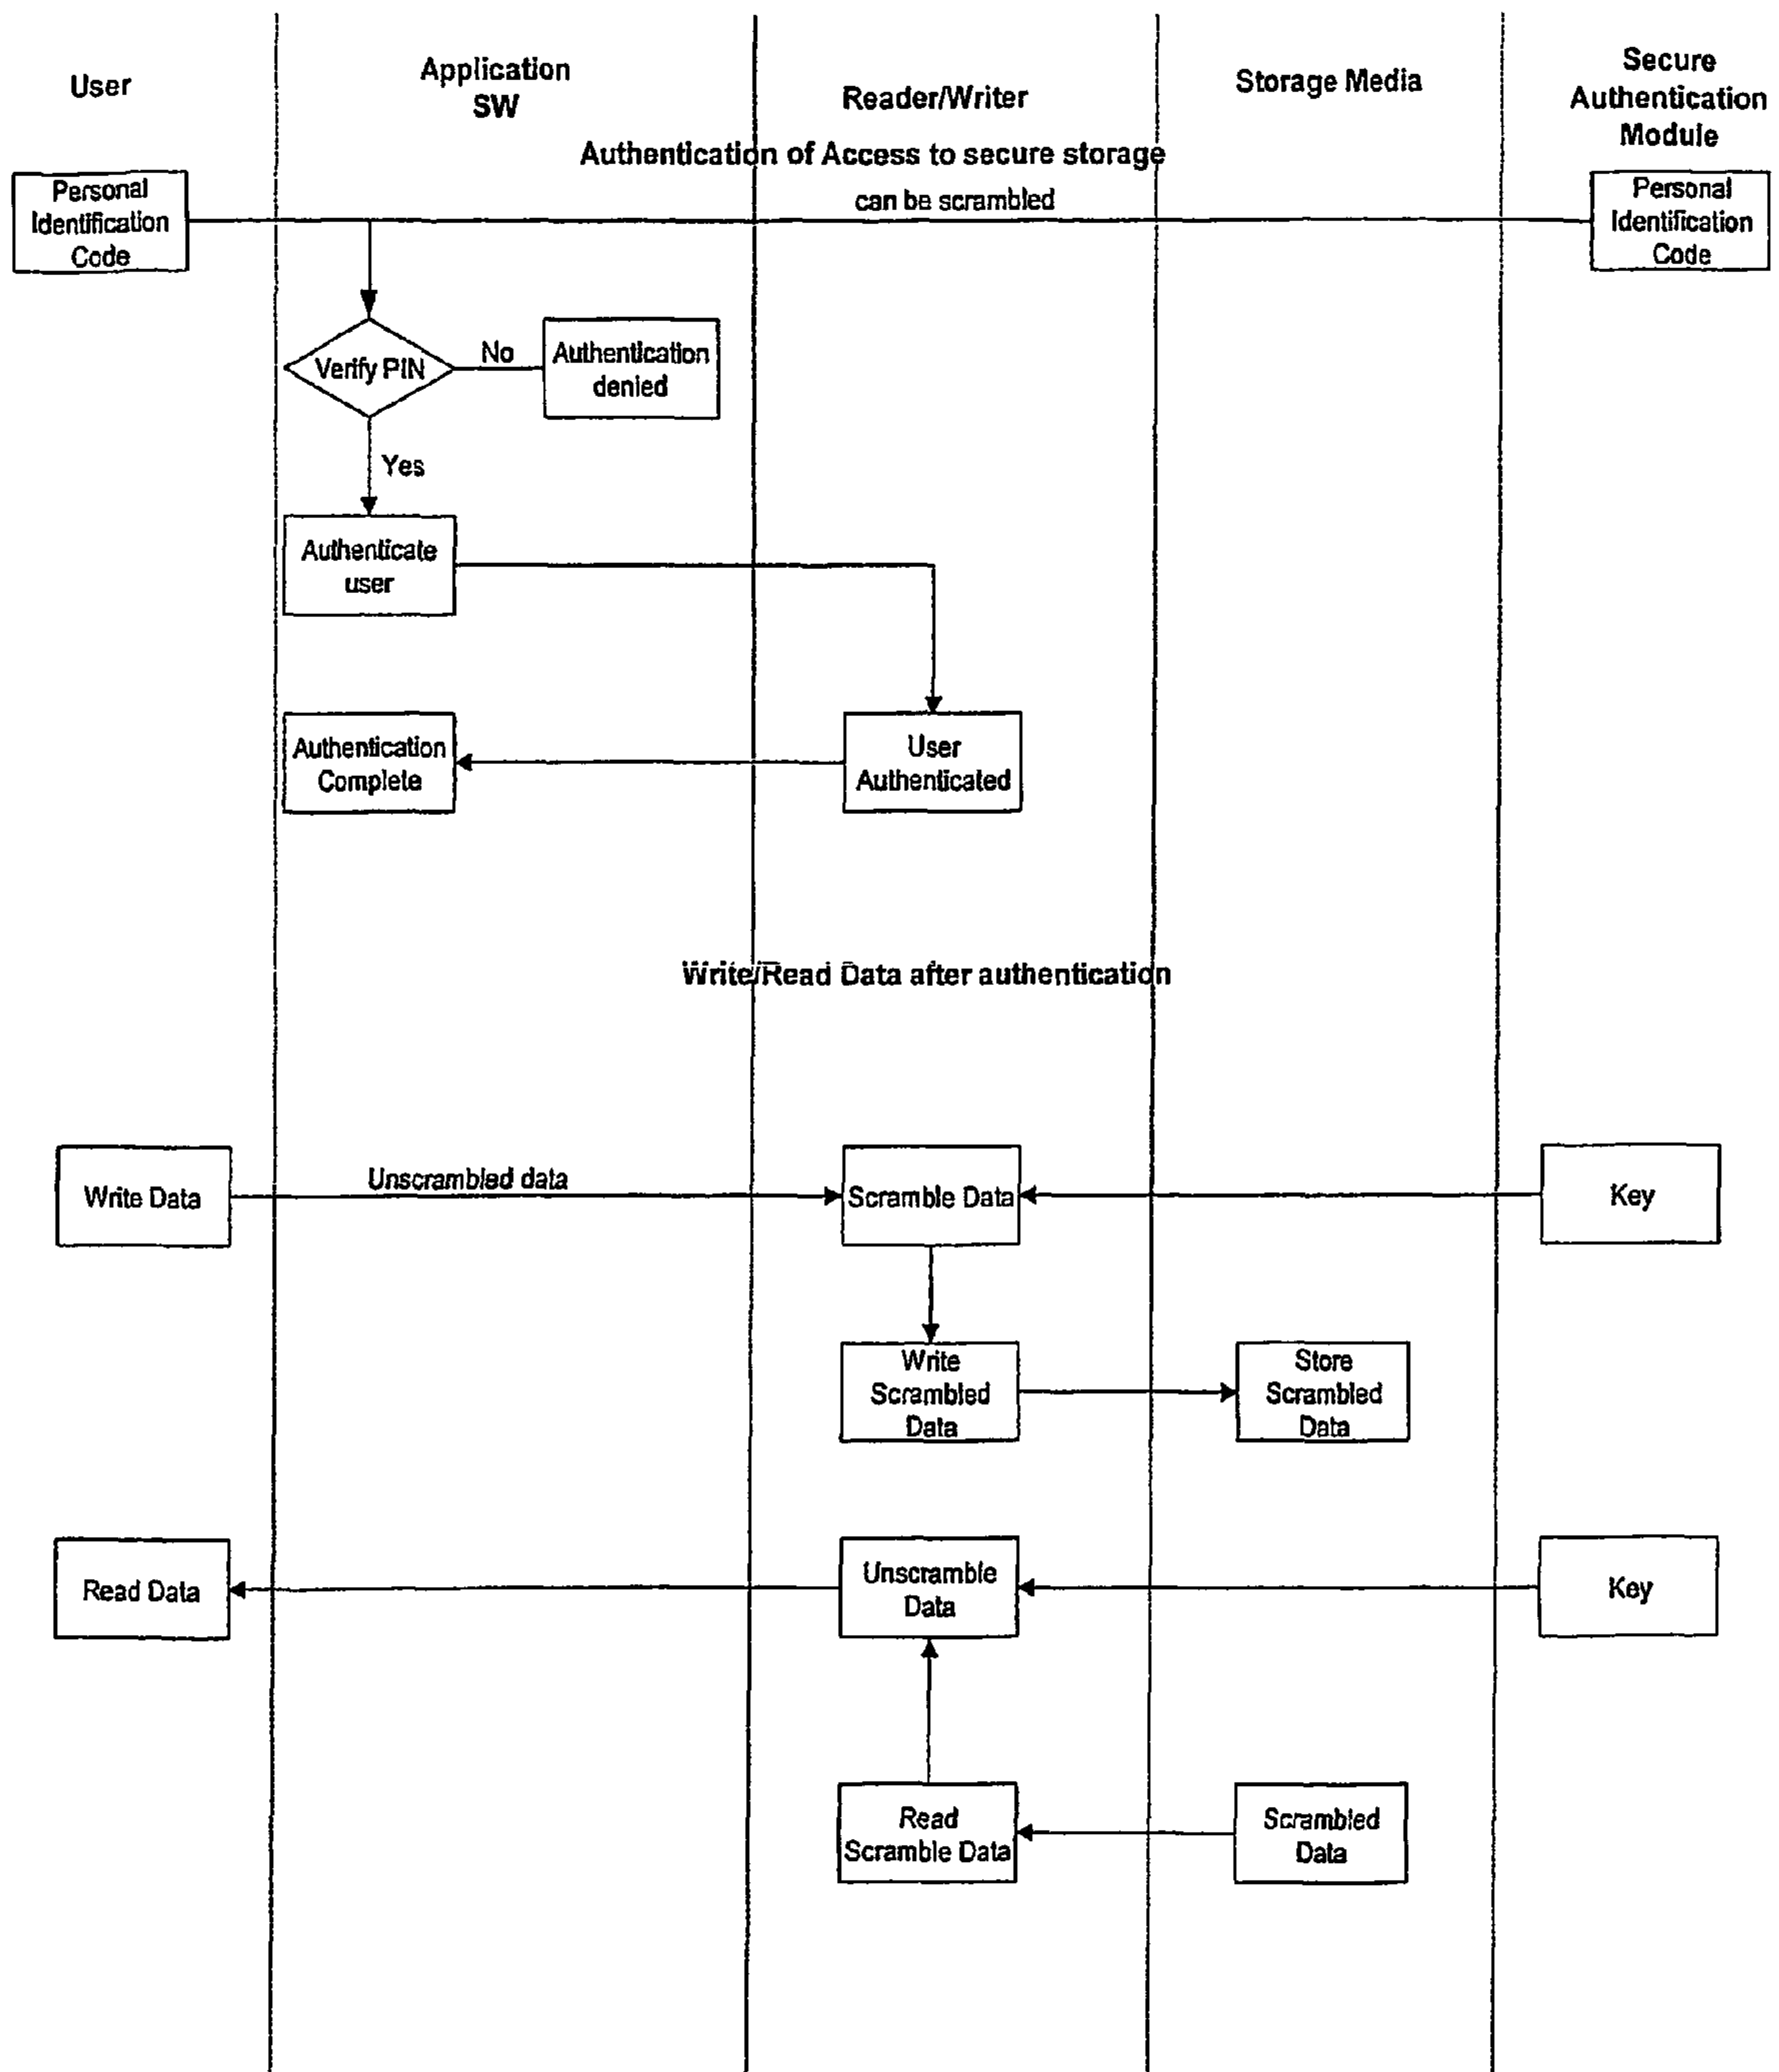 User
Application
SW
Reader/Writer
Storage Media
Secure
Authentication
Module
Authentication of Access to secure storage
can be scrambled
Personal
Identification
Code
Personal
Identification
Code
Verify PIN
No
Authentication
denied
Yes
Authenticate
user
Authentication
Complete
User
Authenticated
Write/Read Data after authentication
Write Data
Unscrambled data
Scramble Data
Key
Write
Scrambled
Data
Store
Scrambled
Data
Read Data
Unscramble
Data
Key
Read
Scramble Data
Scrambled
Data